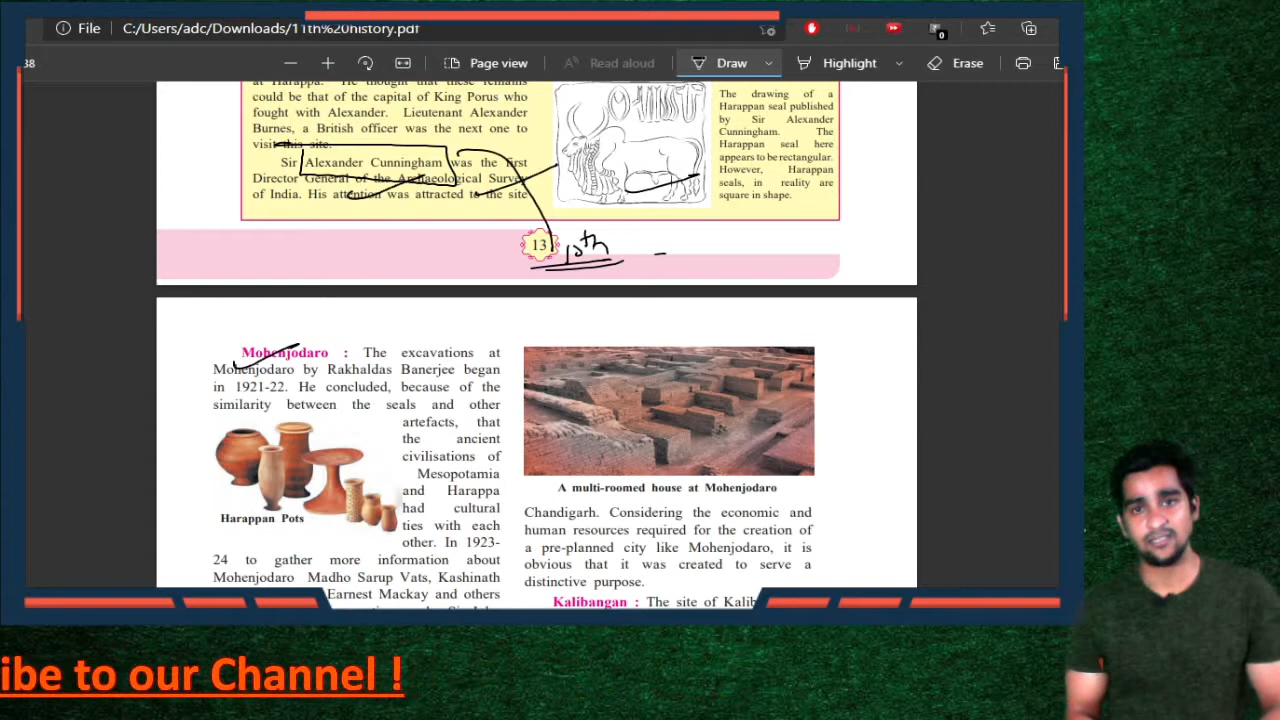 File C:/Users/adc/Downloads/11th%20history.pdf
0
38
Page view
Read aloud
Draw
Highlight
Erase
could be that of the capital of King Porus who
fought with Alexander. Lieutenant Alexander
Burnes, a British officer was the next one to
visit this site.
Sir Alexander Cunningham was the first
Director General of the Archaeological Survey
of India. His attention was attracted to the site
The drawing of a
Harappan seal published
by Sir Alexander
Cunningham. The
Harappan seal here
appears to be rectangular.
However, Harappan
seals, in reality are
square in shape.
13
10th
Mohenjodaro : The excavations at
Mohenjodaro by Rakhaldas Banerjee began
in 1921-22. He concluded, because of the
similarity between the seals and other
artefacts, that
the ancient
civilisations of
Mesopotamia
and Harappa
had cultural
ties with each
other. In 1923-
Harappan Pots
24 to gather more information about
Mohenjodaro Madho Sarup Vats, Kashinath
Earnest Mackay and others
A multi-roomed house at Mohenjodaro
Chandigarh. Considering the economic and
human resources required for the creation of
a pre-planned city like Mohenjodaro, it is
obvious that it was created to serve a
distinctive purpose.
Kalibangan : The site of Kalib
ibe to our Channel !